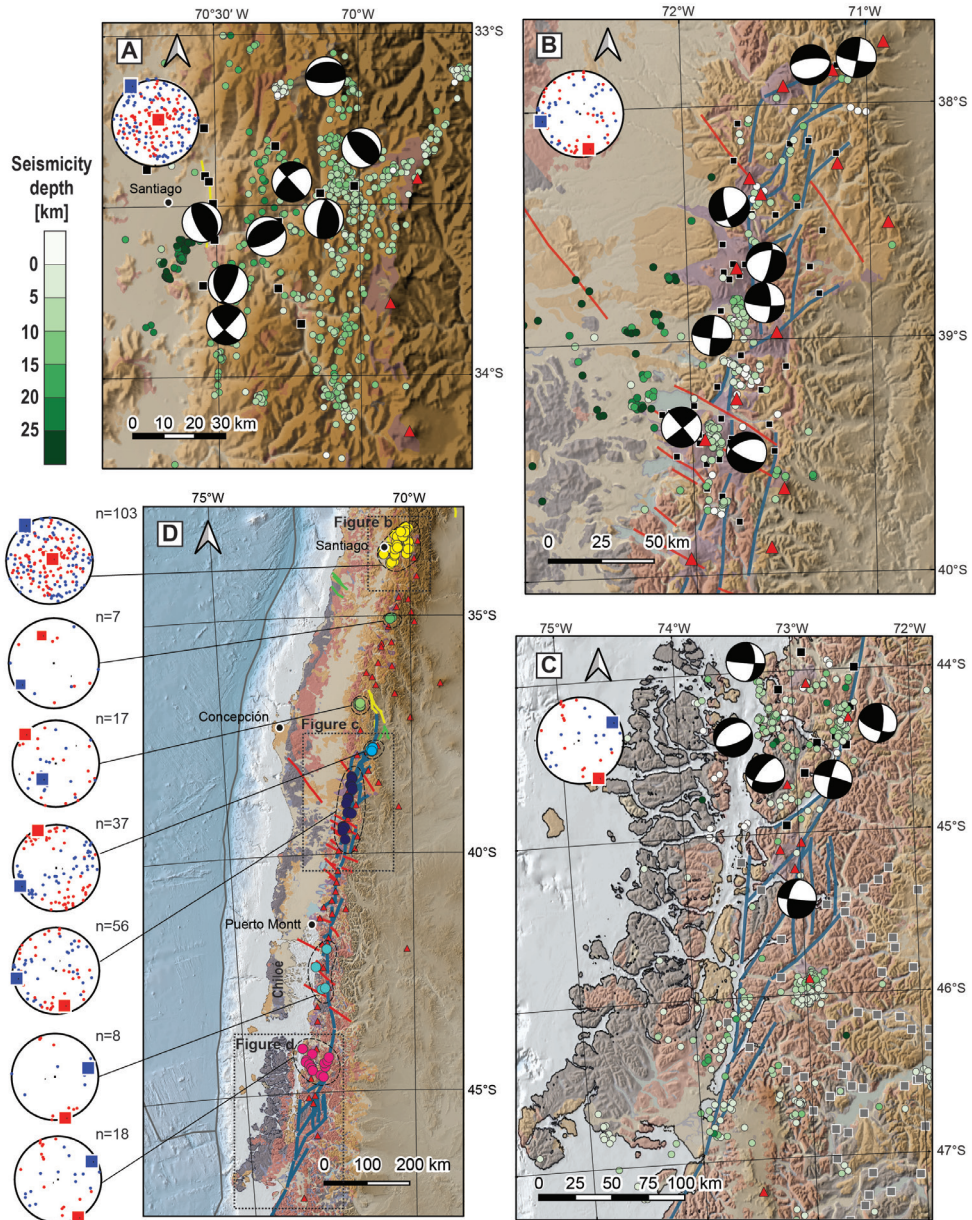 70°30'W
70°W
33°S
A
Santiago
34°S
0 10 20 30 km
Seismicity
depth
[km]
0
5
10
15
20
25
72°W
71°W
B
38°S
39°S
40°S
0 25 50 km
75°W
70°W
D
Figure b
Santiago
35°S
Concepción
Figure c
40°S
Puerto Montt
Chiloe
Figure d
45°S
0 100 200 km
n=103
n=7
n=17
n=37
n=56
n=8
n=18
75°W
74°W
73°W
72°W
C
44°S
45°S
46°S
47°S
0 25 50 75 100 km